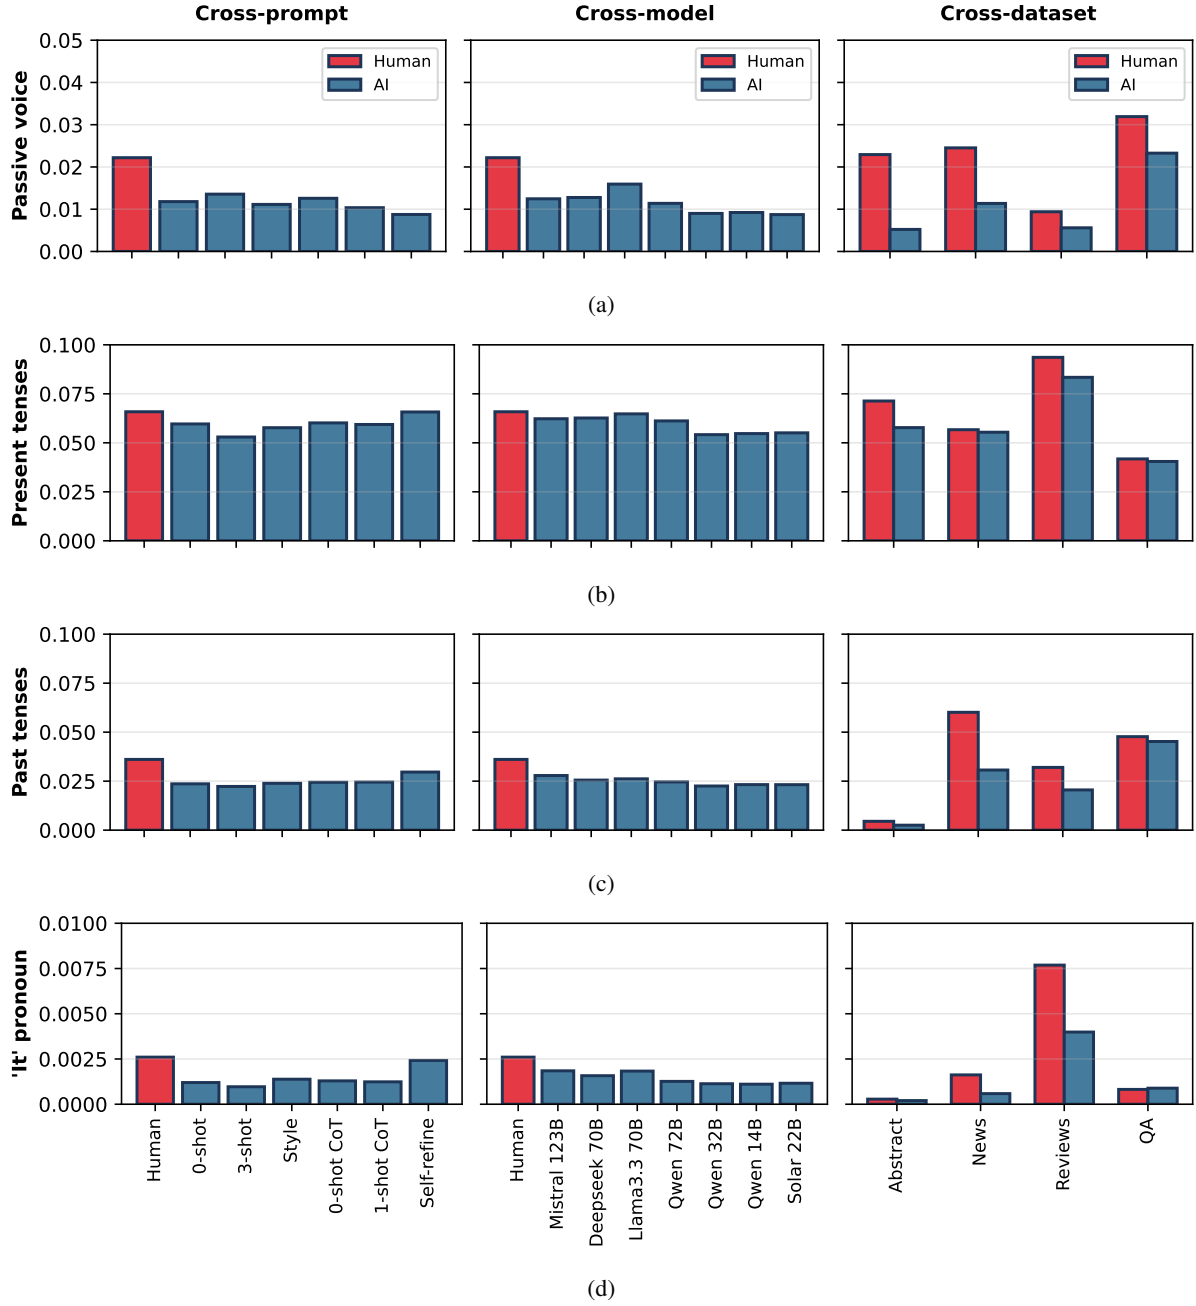 Cross-prompt
Cross-model
Cross-dataset
Passive voice
0.05
0.04
0.03
0.02
0.01
0.00
Human
AI
Human
AI
Human
AI
(a)
Present tenses
0.100
0.075
0.050
0.025
0.000
(b)
Past tenses
0.100
0.075
0.050
0.025
0.000
(c)
'It' pronoun
0.0100
0.0075
0.0050
0.0025
0.0000
Human
0-shot
3-shot
Style
0-shot CoT
1-shot CoT
Self-refine
Human
Mistral 123B
Deepseek 70B
Llama3.3 70B
Qwen 72B
Qwen 32B
Qwen 14B
Solar 22B
Abstract
News
Reviews
QA
(d)